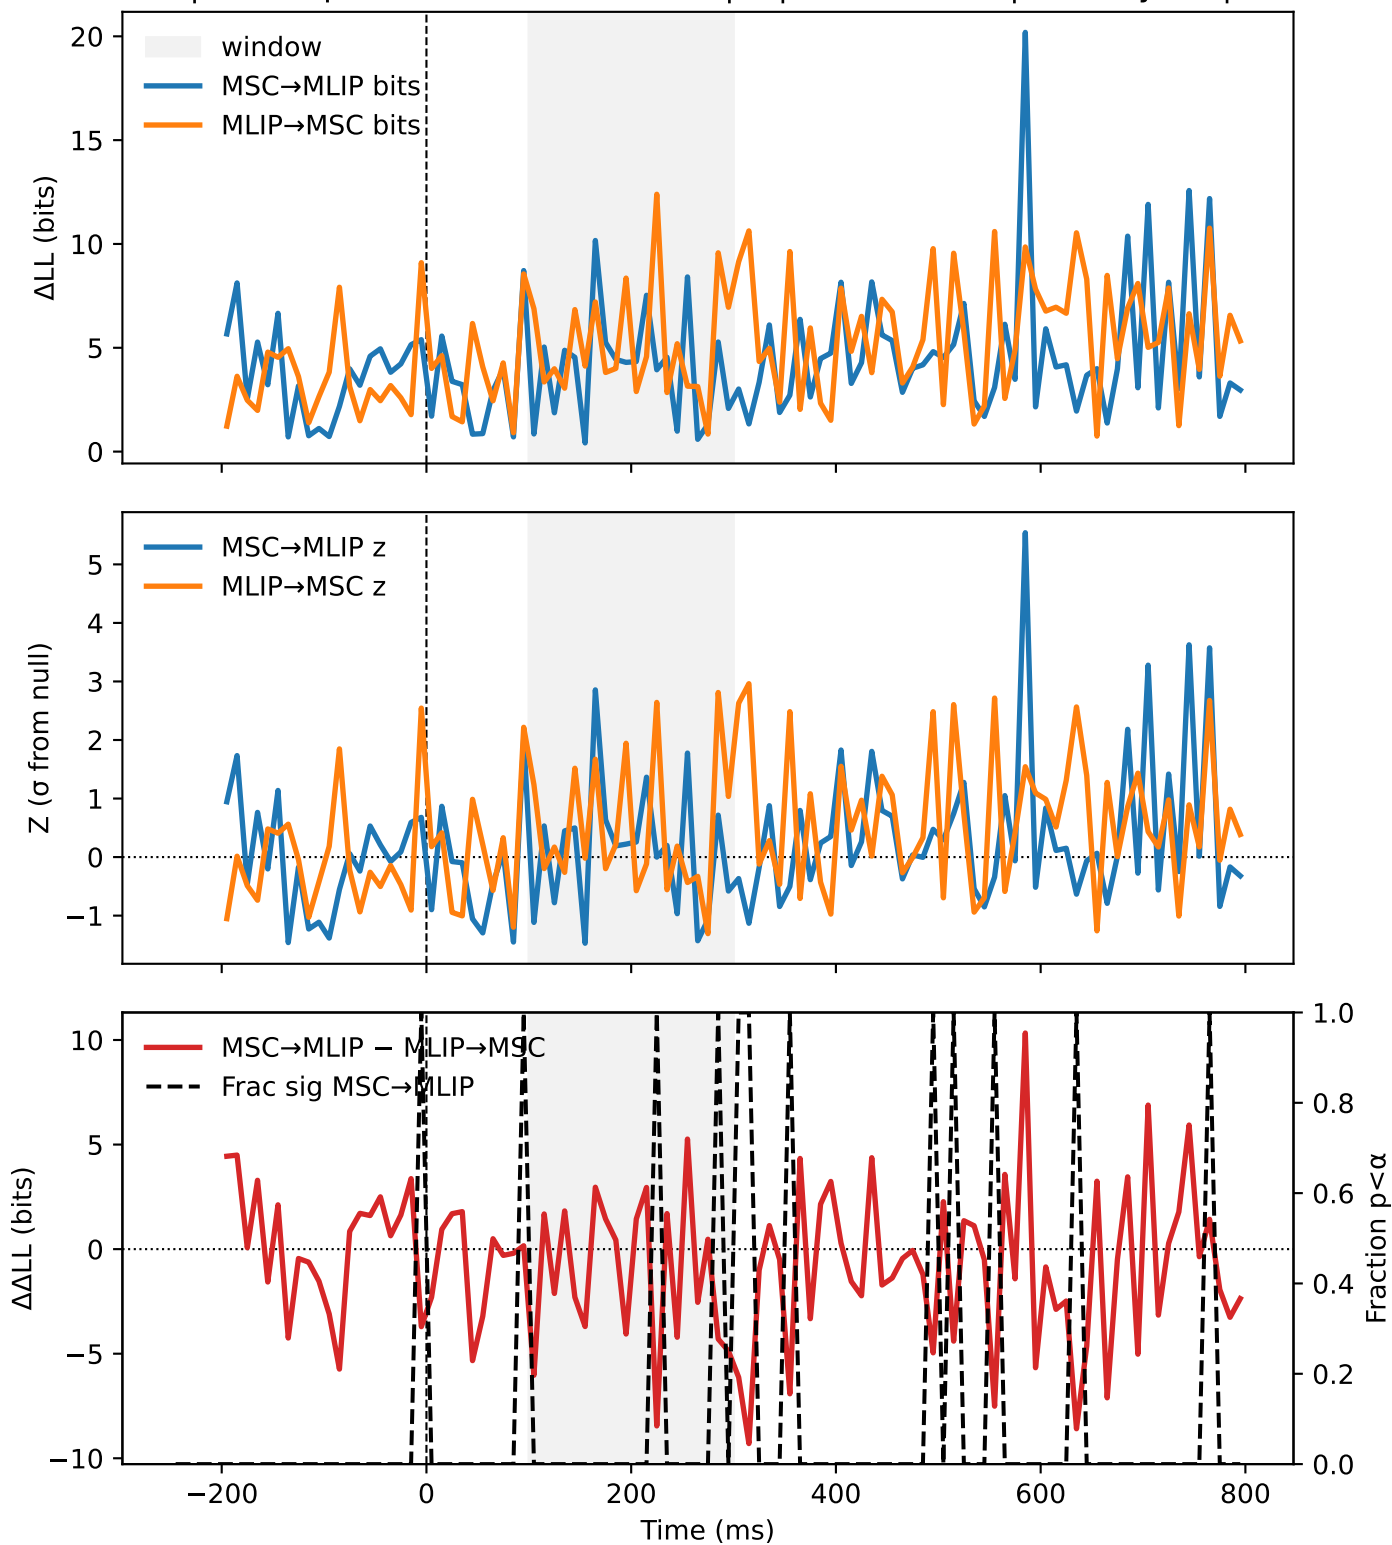 20
15
10
5
0
ΔLL (bits)
window
MSC→MLIP bits
MLIP→MSC bits
5
4
3
2
1
0
−1
Z (σ from null)
MSC→MLIP z
MLIP→MSC z
10
5
0
−5
−10
ΔΔLL (bits)
MSC→MLIP − MLIP→MSC
Frac sig MSC→MLIP
1.0
0.8
0.6
0.4
0.2
0.0
Fraction p<α
−200
0
200
400
600
800
Time (ms)